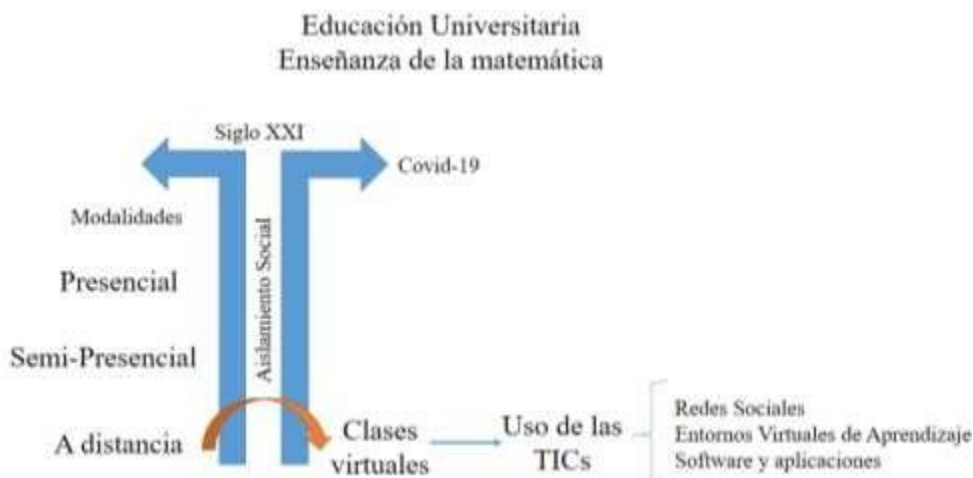 Educación Universitaria
Enseñanza de la matemática
Siglo XXI
Covid-19
Modalidades
Aislamiento Social
Presencial
Semi-Presencial
A distancia
Clases
virtuales
Uso de las
TICs
Redes Sociales
Entornos Virtuales de Aprendizaje
Software y aplicaciones